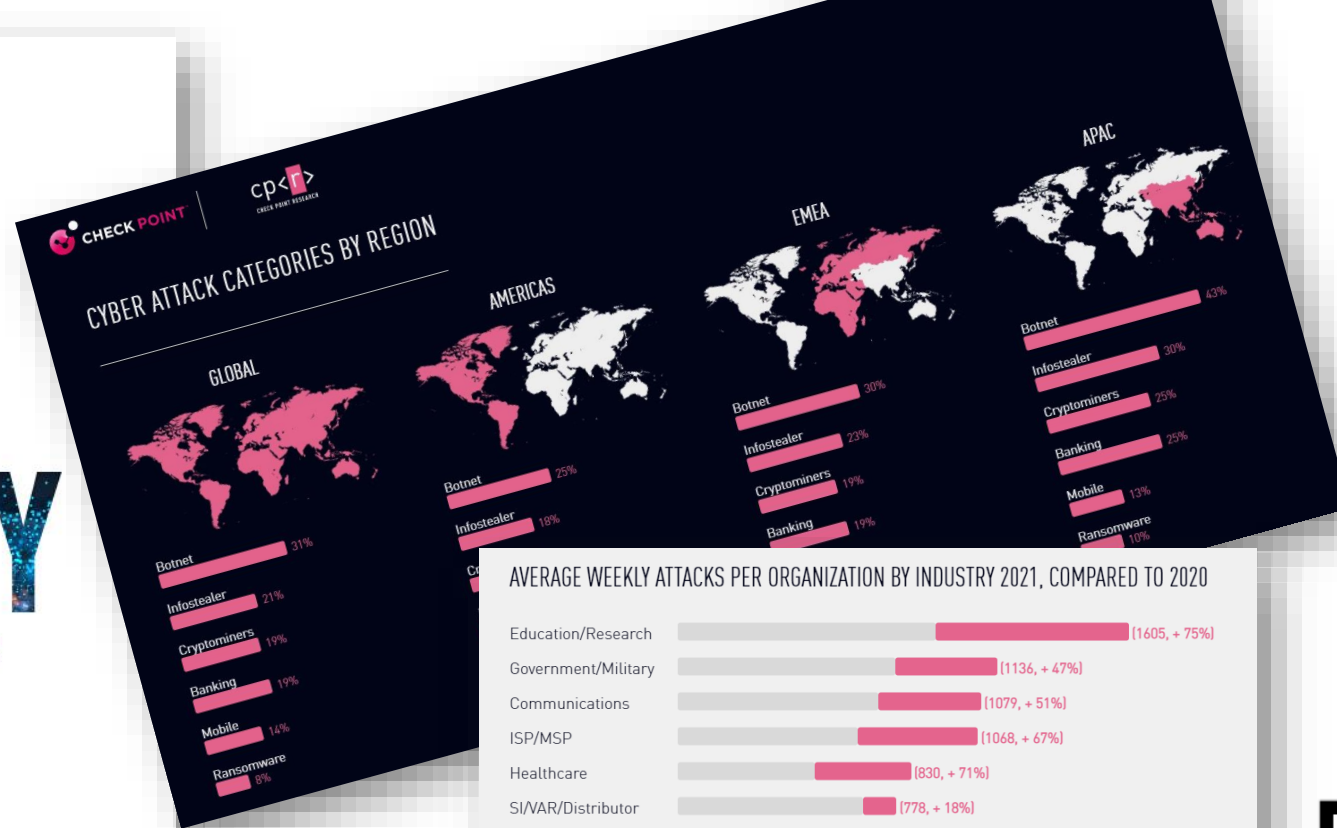 Y
CHECK POINT
cp<r>
CHECK POINT RESEARCH
CYBER ATTACK CATEGORIES BY REGION
GLOBAL
Botnet 31%
Infostealer 21%
Cryptominers 19%
Banking 19%
Mobile 14%
Ransomware 8%
AMERICAS
Botnet 25%
Infostealer 18%
Cr
EMEA
Botnet 30%
Infostealer 23%
Cryptominers 19%
Banking 19%
APAC
Botnet 43%
Infostealer 30%
Cryptominers 25%
Banking 25%
Mobile 13%
Ransomware 10%
AVERAGE WEEKLY ATTACKS PER ORGANIZATION BY INDUSTRY 2021, COMPARED TO 2020
Education/Research (1605, + 75%)
Government/Military (1136, + 47%)
Communications (1079, + 51%)
ISP/MSP (1068, + 67%)
Healthcare (830, + 71%)
SI/VAR/Distributor (778, + 18%)